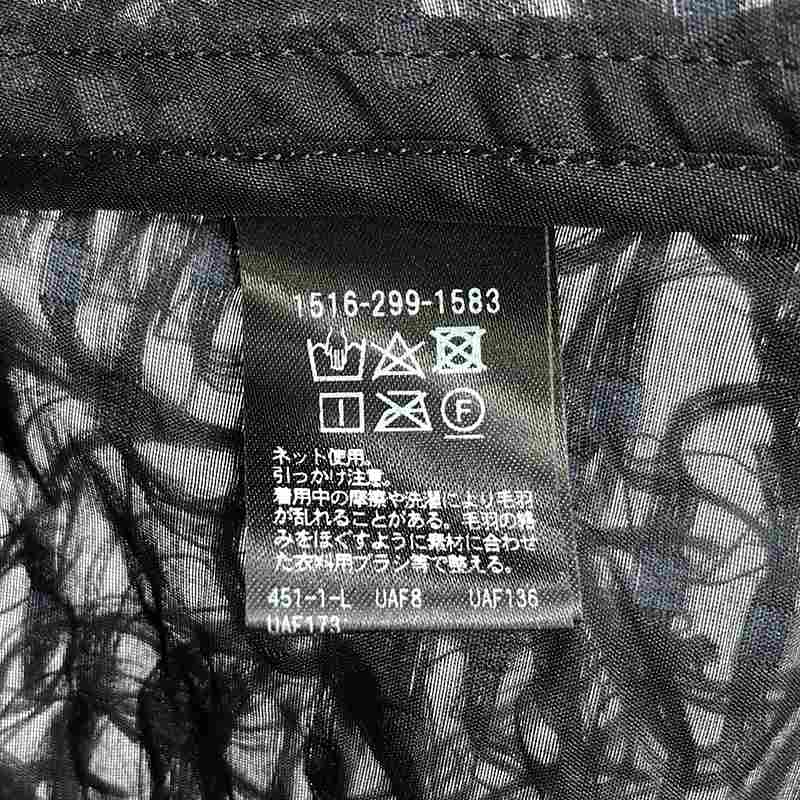 1516-299-1583
F
ネット使用。
引っかけ注意。
着用中の摩擦や洗濯により毛羽
が乱れることがある。毛羽の絡
みをほぐすように素材に合わせ
た衣料用ブラシ等で整える。
451-1-L UAF8 UAF136
UAF173